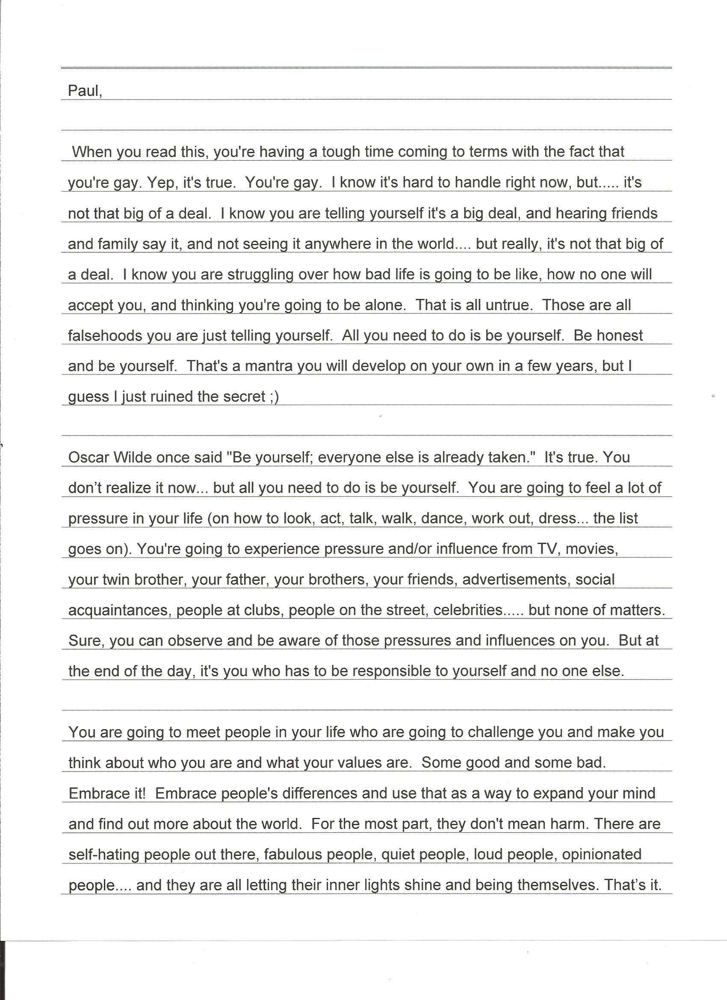 Paul,
When you read this, you're having a tough time coming to terms with the fact that
you're gay. Yep, it's true.  You're gay.  I know it's hard to handle right now, but..... it's
not that big of a deal.  I know you are telling yourself it's a big deal, and hearing friends
and family say it, and not seeing it anywhere in the world.... but really, it's not that big of
a deal.  I know you are struggling over how bad life is going to be like, how no one will
accept you, and thinking you're going to be alone.  That is all untrue.  Those are all
falsehoods you are just telling yourself.  All you need to do is be yourself.  Be honest
and be yourself.  That's a mantra you will develop on your own in a few years, but I
guess I just ruined the secret ;)
Oscar Wilde once said "Be yourself; everyone else is already taken."  It's true. You
don’t realize it now... but all you need to do is be yourself.  You are going to feel a lot of
pressure in your life (on how to look, act, talk, walk, dance, work out, dress... the list
goes on). You're going to experience pressure and/or influence from TV, movies,
your twin brother, your father, your brothers, your friends, advertisements, social
acquaintances, people at clubs, people on the street, celebrities..... but none of matters.
Sure, you can observe and be aware of those pressures and influences on you.  But at
the end of the day, it's you who has to be responsible to yourself and no one else.
You are going to meet people in your life who are going to challenge you and make you
think about who you are and what your values are.  Some good and some bad.
Embrace it!  Embrace people's differences and use that as a way to expand your mind
and find out more about the world.  For the most part, they don't mean harm. There are
self-hating people out there, fabulous people, quiet people, loud people, opinionated
people.... and they are all letting their inner lights shine and being themselves. That’s it.